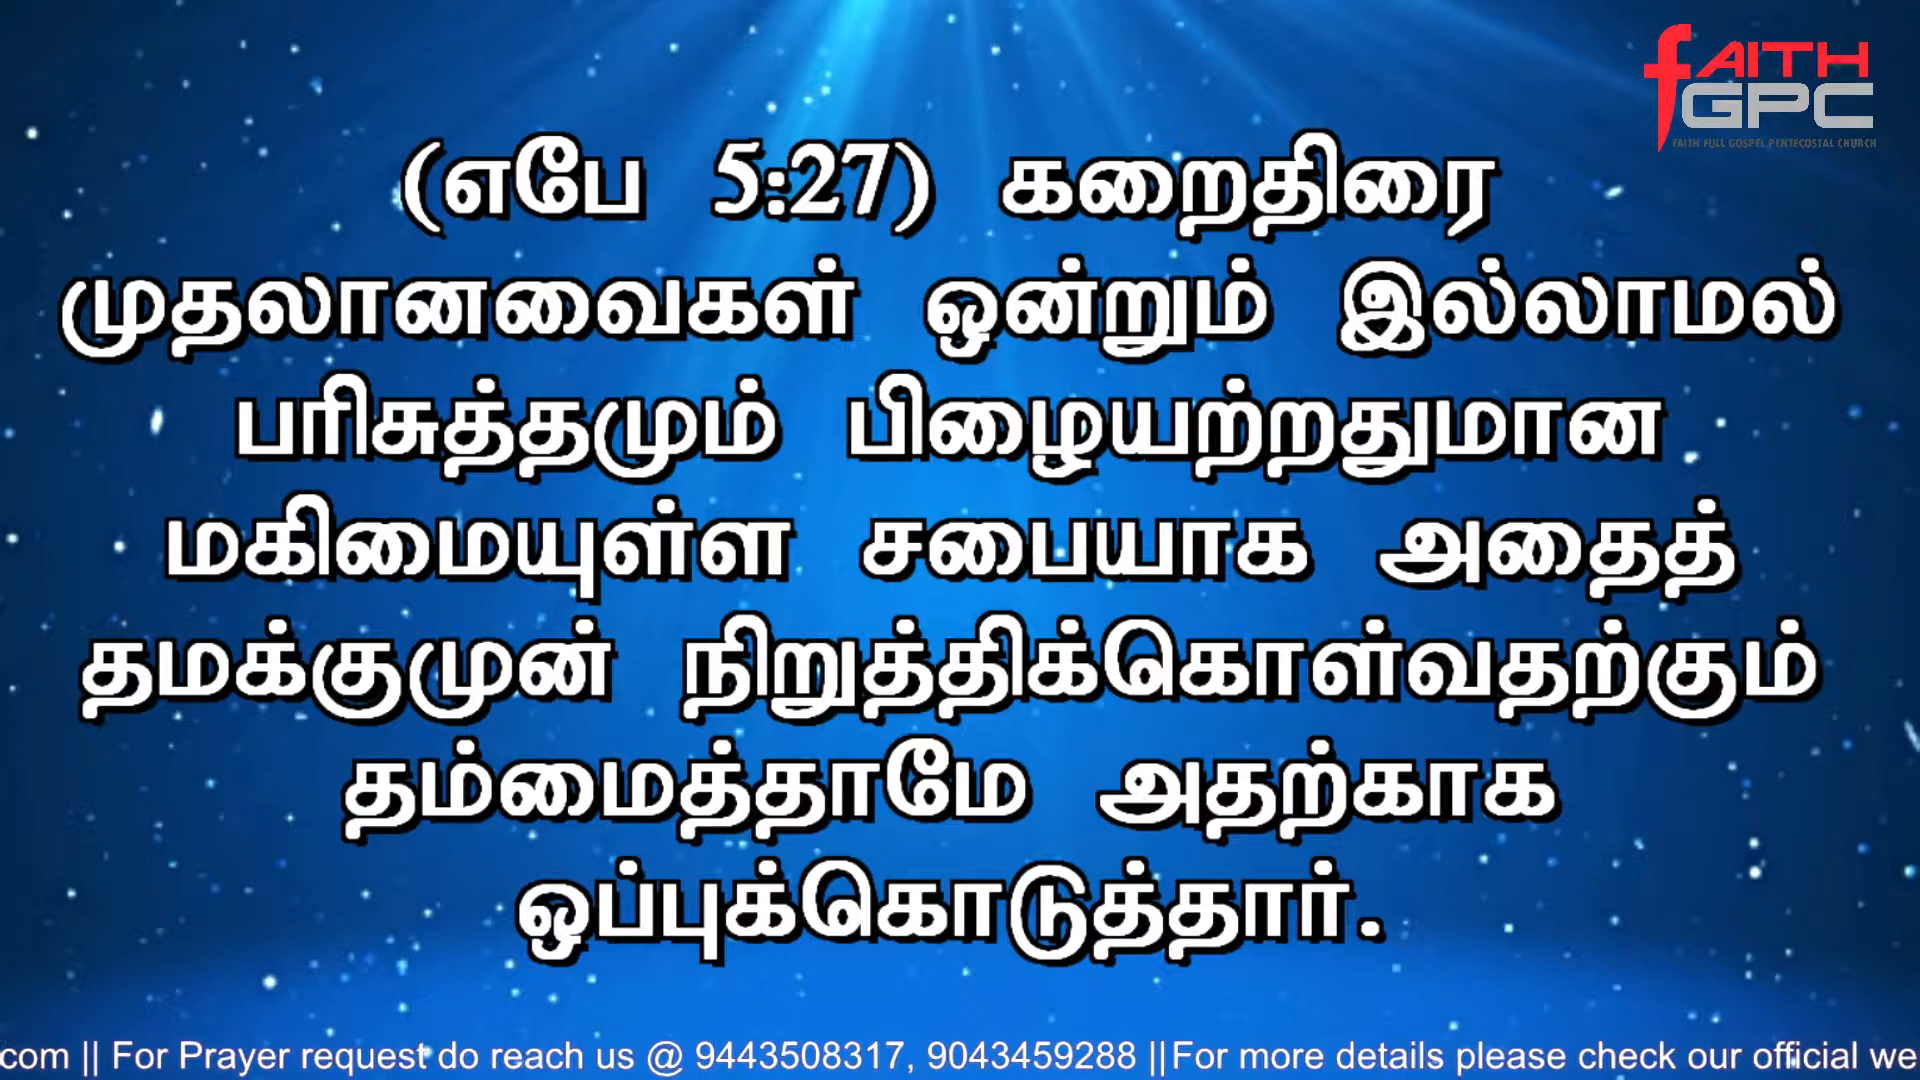 fAITH
GPC
FAITH FULL GOSPEL PENTECOSTAL CHURCH
(எபே 5:27) கறைதிரை
முதலானவைகள் ஒன்றும் இல்லாமல்
பரிசுத்தமும் பிழையற்றதுமான
மகிமையுள்ள சபையாக அதைத்
தமக்குமுன் நிறுத்திக்கொள்வதற்கும்
தம்மைத்தாமே அதற்காக
ஒப்புக்கொடுத்தார்.
com || For Prayer request do reach us @ 9443508317, 9043459288 ||For more details please check our official we